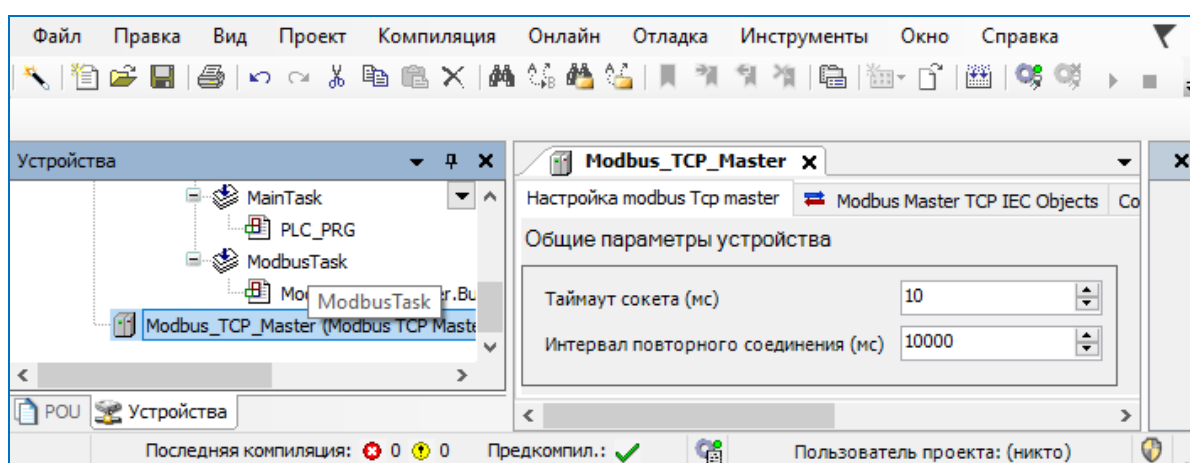 Файл Правка Вид Проект Компиляция Онлайн Отладка Инструменты Окно Справка
Устройства
MainTask
PLC_PRG
ModbusTask
ModbusTask
r.Bu
Modbus_TCP_Master (Modbus TCP Maste
POU Устройства
Modbus_TCP_Master
Настройка modbus Tcp master Modbus Master TCP IEC Objects Co
Общие параметры устройства
Таймаут сокета (мс) 10
Интервал повторного соединения (мс) 10000
Последняя компиляция: 0 0 Предкомпил.: Пользователь проекта: (никто)